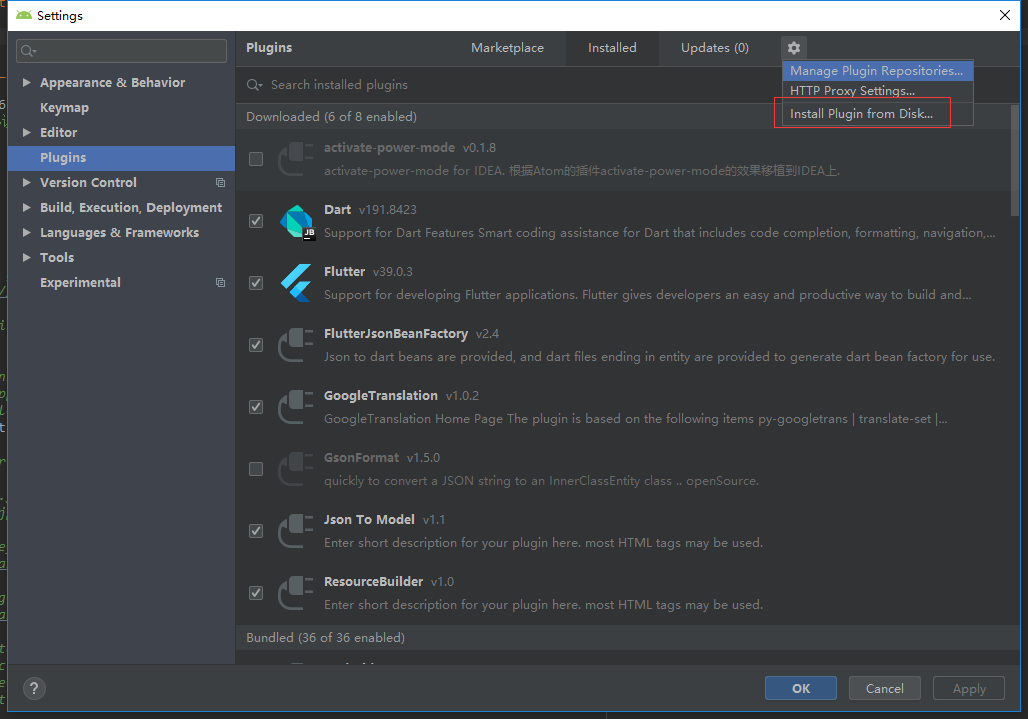 Settings
Plugins
Marketplace
Installed
Updates (0)
Manage Plugin Repositories...
HTTP Proxy Settings...
Install Plugin from Disk...
Appearance & Behavior
Keymap
Editor
Plugins
Version Control
Build, Execution, Deployment
Languages & Frameworks
Tools
Experimental
Search installed plugins
Downloaded (6 of 8 enabled)
activate-power-mode v0.1.8
activate-power-mode for IDEA. 根据Atom的插件activate-power-mode的效果移植到IDEA上.
Dart v191.8423
JB
Support for Dart Features Smart coding assistance for Dart that includes code completion, formatting, navigation,...
Flutter v39.0.3
Support for developing Flutter applications. Flutter gives developers an easy and productive way to build and...
FlutterJsonBeanFactory v2.4
Json to dart beans are provided, and dart files ending in entity are provided to generate dart bean factory for use.
GoogleTranslation v1.0.2
GoogleTranslation Home Page The plugin is based on the following items py-googletrans | translate-set |...
GsonFormat v1.5.0
quickly to convert a JSON string to an InnerClassEntity class .. openSource.
Json To Model v1.1
Enter short description for your plugin here. most HTML tags may be used.
ResourceBuilder v1.0
Enter short description for your plugin here. most HTML tags may be used.
Bundled (36 of 36 enabled)
?
OK
Cancel
Apply